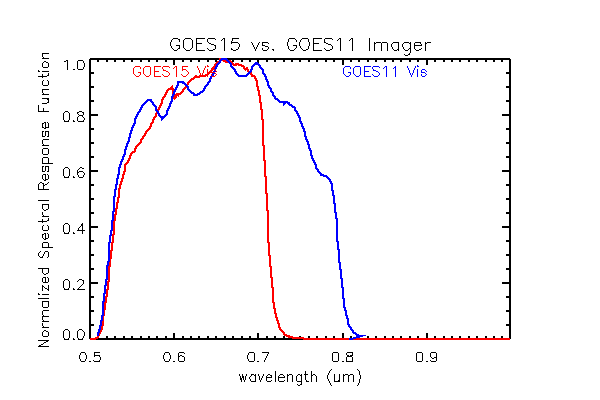 GOES15 vs. GOES11 Imager
GOES15 Vis
GOES11 Vis
Normalized Spectral Response Function
1.0
0.8
0.6
0.4
0.2
0.0
0.5 0.6 0.7 0.8 0.9
wavelength (um)